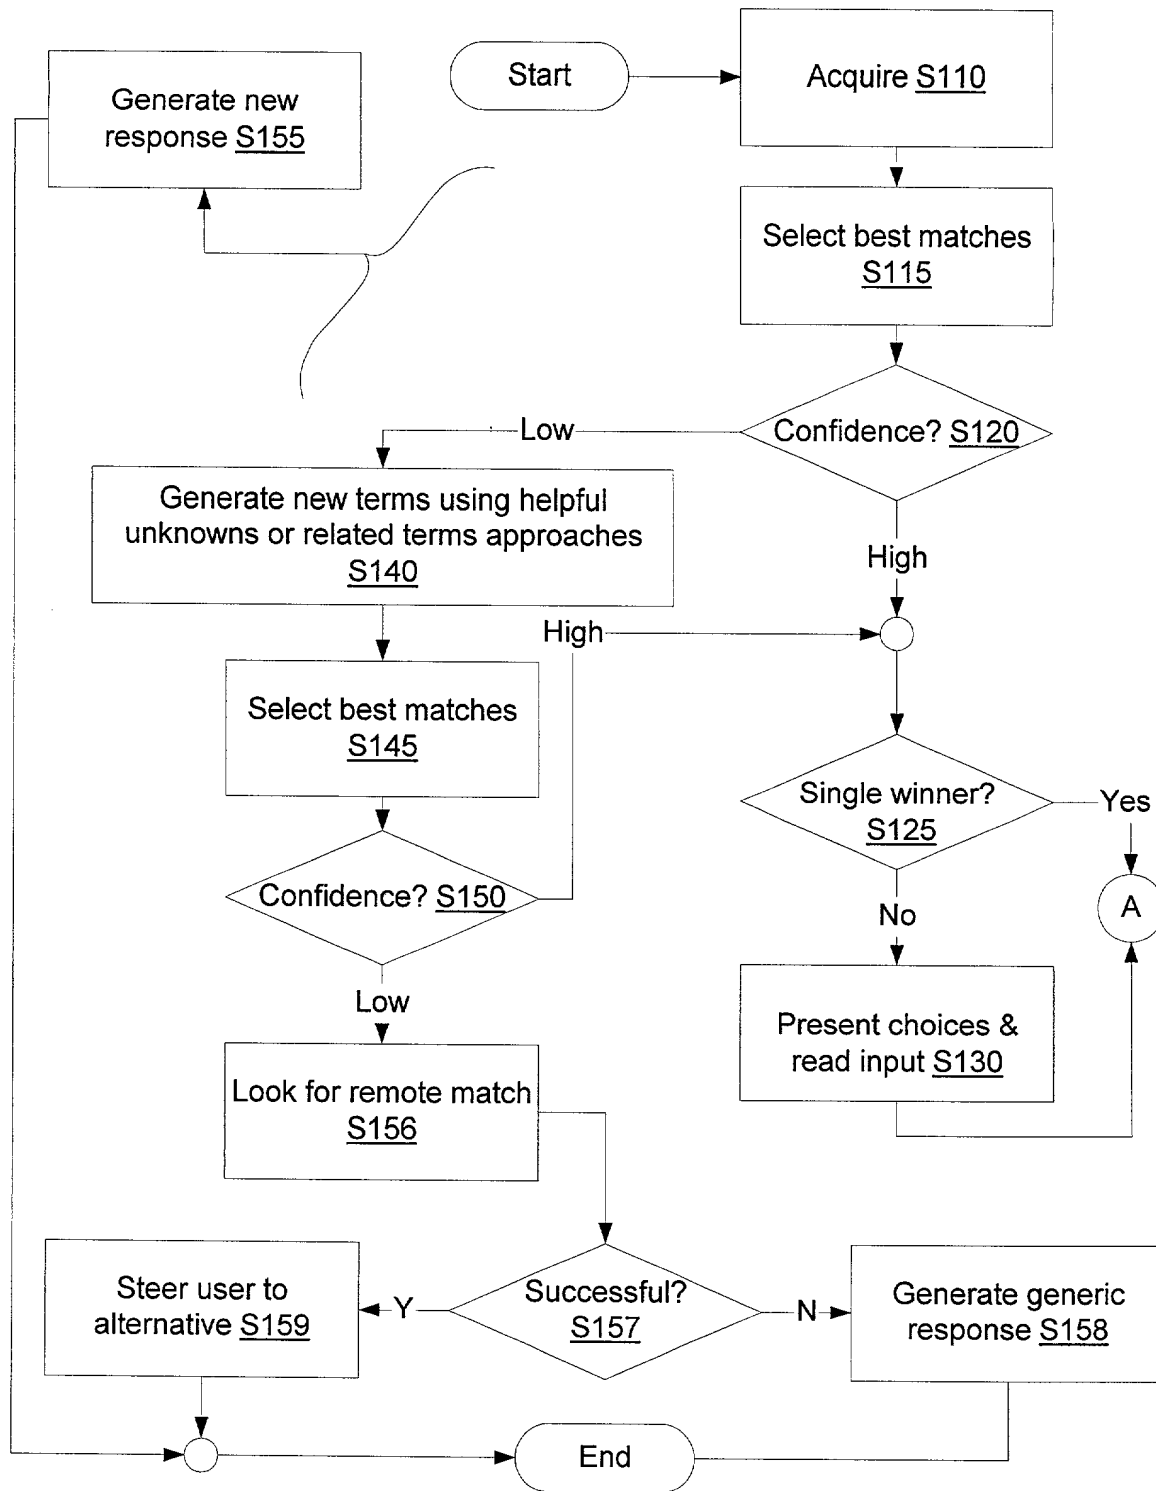 Start
Acquire S110
Generate new
response S155
Select best matches
S115
Low
Confidence? S120
Generate new terms using helpful
unknowns or related terms approaches
S140
High
High
Select best matches
S145
Single winner?
S125
Yes
Confidence? S150
No
A
Low
Present choices &
read input S130
Look for remote match
S156
Steer user to
alternative S159
Y
Successful?
S157
N
Generate generic
response S158
End